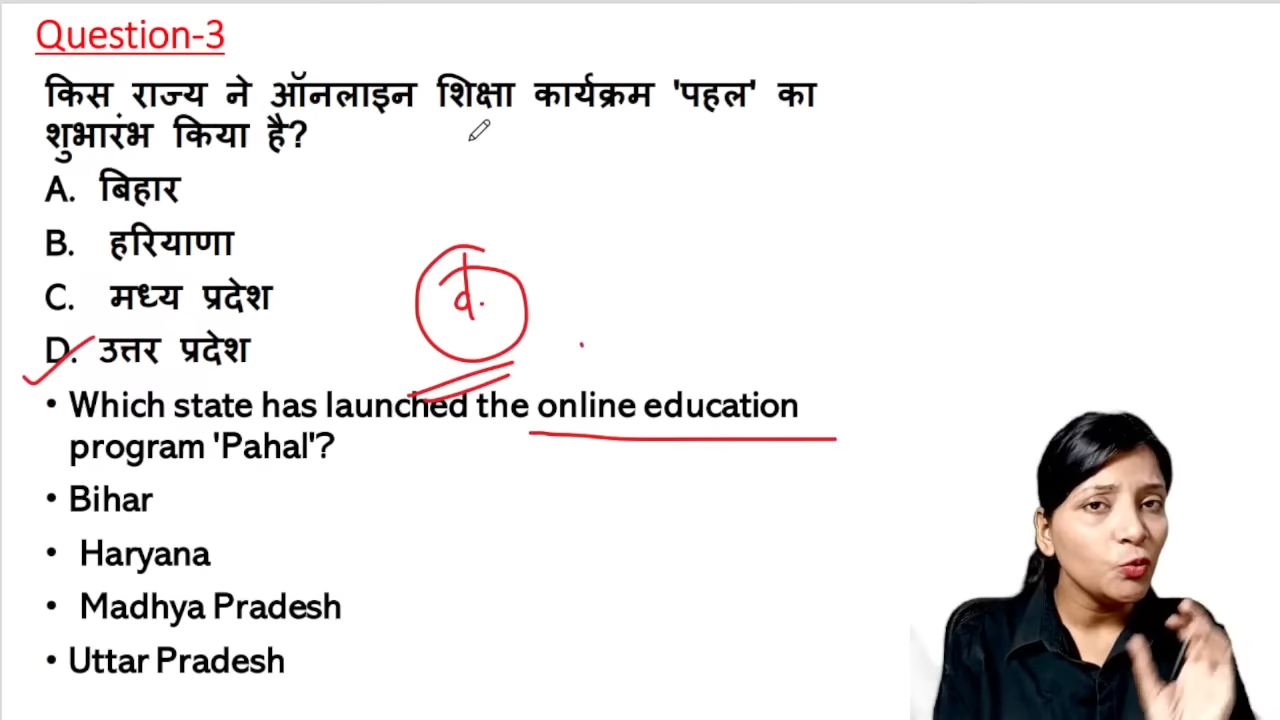 Question-3
किस राज्य ने ऑनलाइन शिक्षा कार्यक्रम 'पहल' का
शुभारंभ किया है?
A. बिहार
B. हरियाणा
C. मध्य प्रदेश
d.
D. उत्तर प्रदेश
• Which state has launched the online education
program 'Pahal'?
• Bihar
• Haryana
• Madhya Pradesh
• Uttar Pradesh